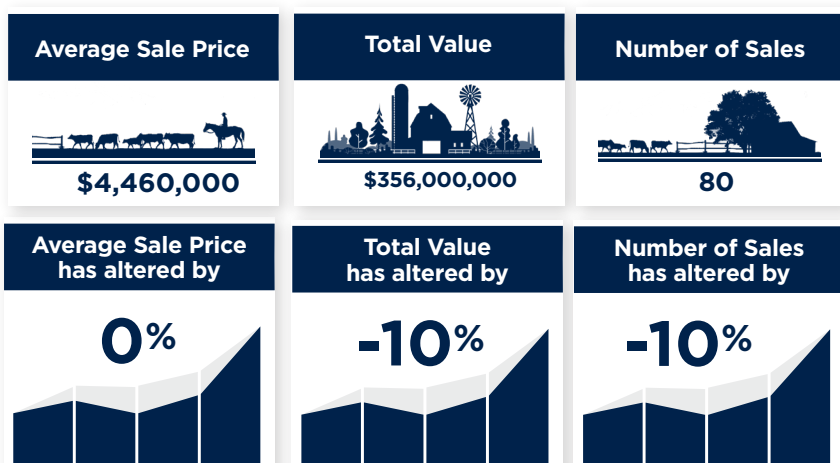 Average Sale Price
$4,460,000
Total Value
$356,000,000
Number of Sales
80
Average Sale Price
has altered by
0%
Total Value
has altered by
-10%
Number of Sales
has altered by
-10%